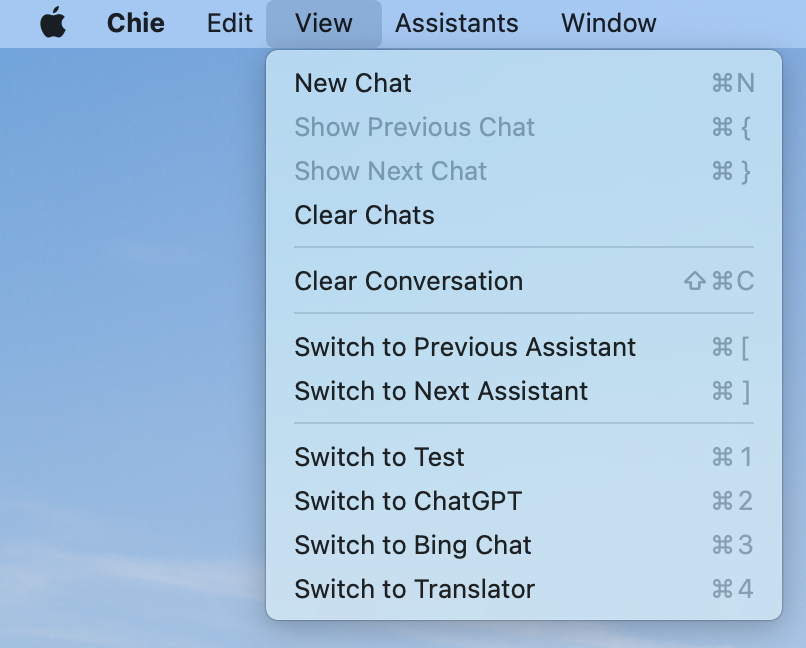 Chie Edit View Assistants Window
New Chat ⌘N
Show Previous Chat ⌘{
Show Next Chat ⌘}
Clear Chats
Clear Conversation ⇧⌘C
Switch to Previous Assistant ⌘[
Switch to Next Assistant ⌘]
Switch to Test ⌘1
Switch to ChatGPT ⌘2
Switch to Bing Chat ⌘3
Switch to Translator ⌘4